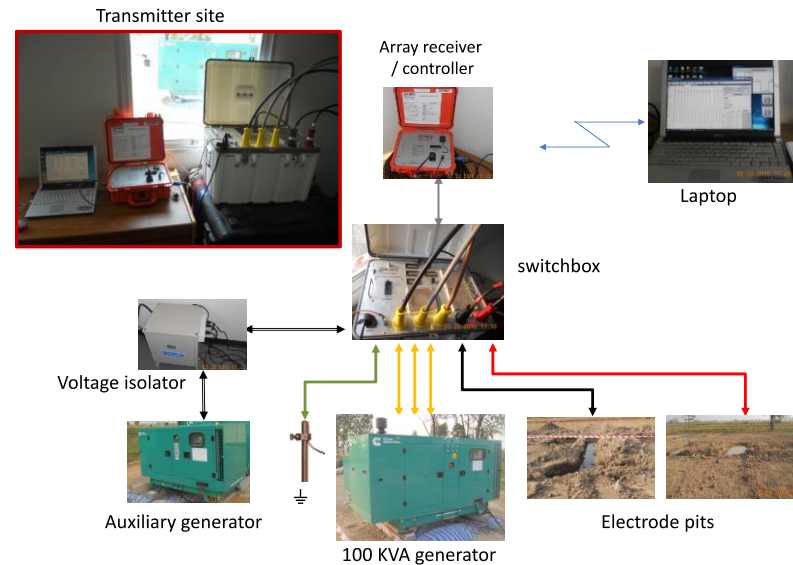 Transmitter site
Array receiver
/ controller
Laptop
switchbox
Voltage isolator
Auxiliary generator
100 KVA generator
Electrode pits